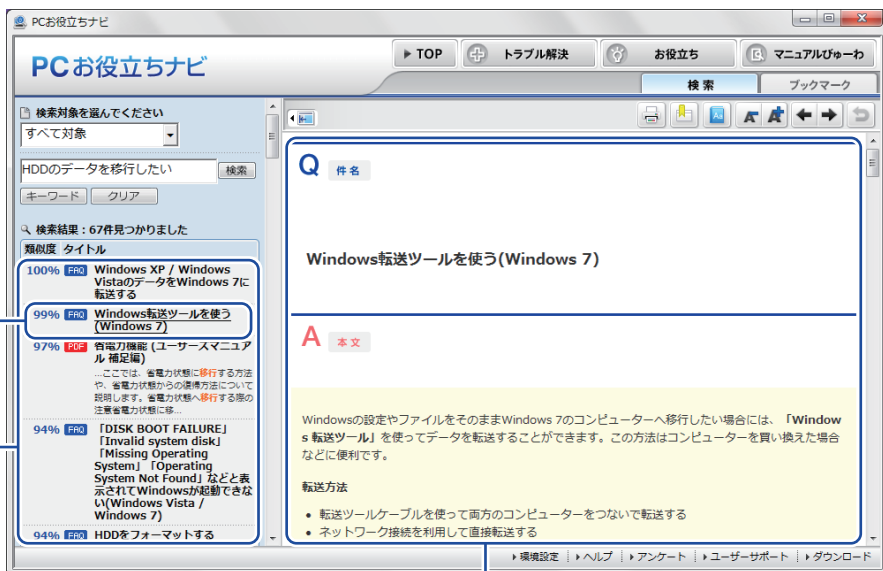 PCお役立ちナビ
PCお役立ちナビ
TOP
トラブル解決
お役立ち
マニュアルびゅーわ
検索
ブックマーク
検索対象を選んでください
すべて対象
HDDのデータを移行したい
検索
キーワード
クリア
検索結果：67件見つかりました
類似度 タイトル
100% FAQ Windows XP / Windows
VistaのデータをWindows 7に
転送する
99% FAQ Windows転送ツールを使う
(Windows 7)
97% PDF 省電力機能 (ユーザーズマニュア
ル 補足編)
...ここでは、省電力状態に移行する方法
や、省電力状態からの復帰方法について
説明します。省電力状態へ移行する際の
注意省電力状態に移...
94% FAQ 「DISK BOOT FAILURE」
「Invalid system disk」
「Missing Operating
System」「Operating
System Not Found」などと表
示されてWindowsが起動できな
い(Windows Vista /
Windows 7)
94% FAQ HDDをフォーマットする
Q 件名
Windows転送ツールを使う(Windows 7)
A 本文
Windowsの設定やファイルをそのままWindows 7のコンピューターへ移行したい場合には、「Window
s 転送ツール」を使ってデータを転送することができます。この方法はコンピューターを買い換えた場合
などに便利です。
転送方法
• 転送ツールケーブルを使って両方のコンピューターをつないで転送する
• ネットワーク接続を利用して直接転送する
環境設定
ヘルプ
アンケート
ユーザーサポート
ダウンロード